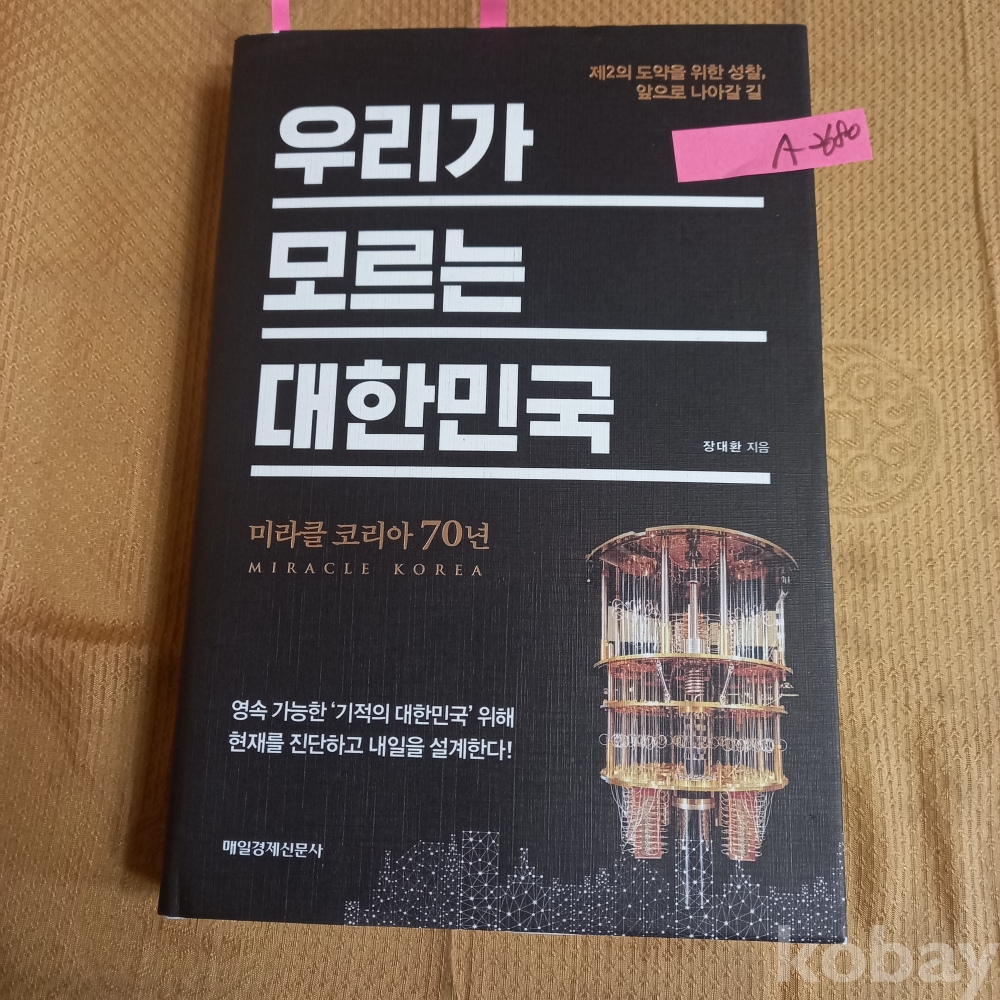 제2의 도약을 위한 성찰,
앞으로 나아갈 길
A-2680
우리가
모르는
대한민국
장대환 지음
미라클 코리아 70년
MIRACLE KOREA
영속 가능한 ‘기적의 대한민국’ 위해
현재를 진단하고 내일을 설계한다!
매일경제신문사
kobay